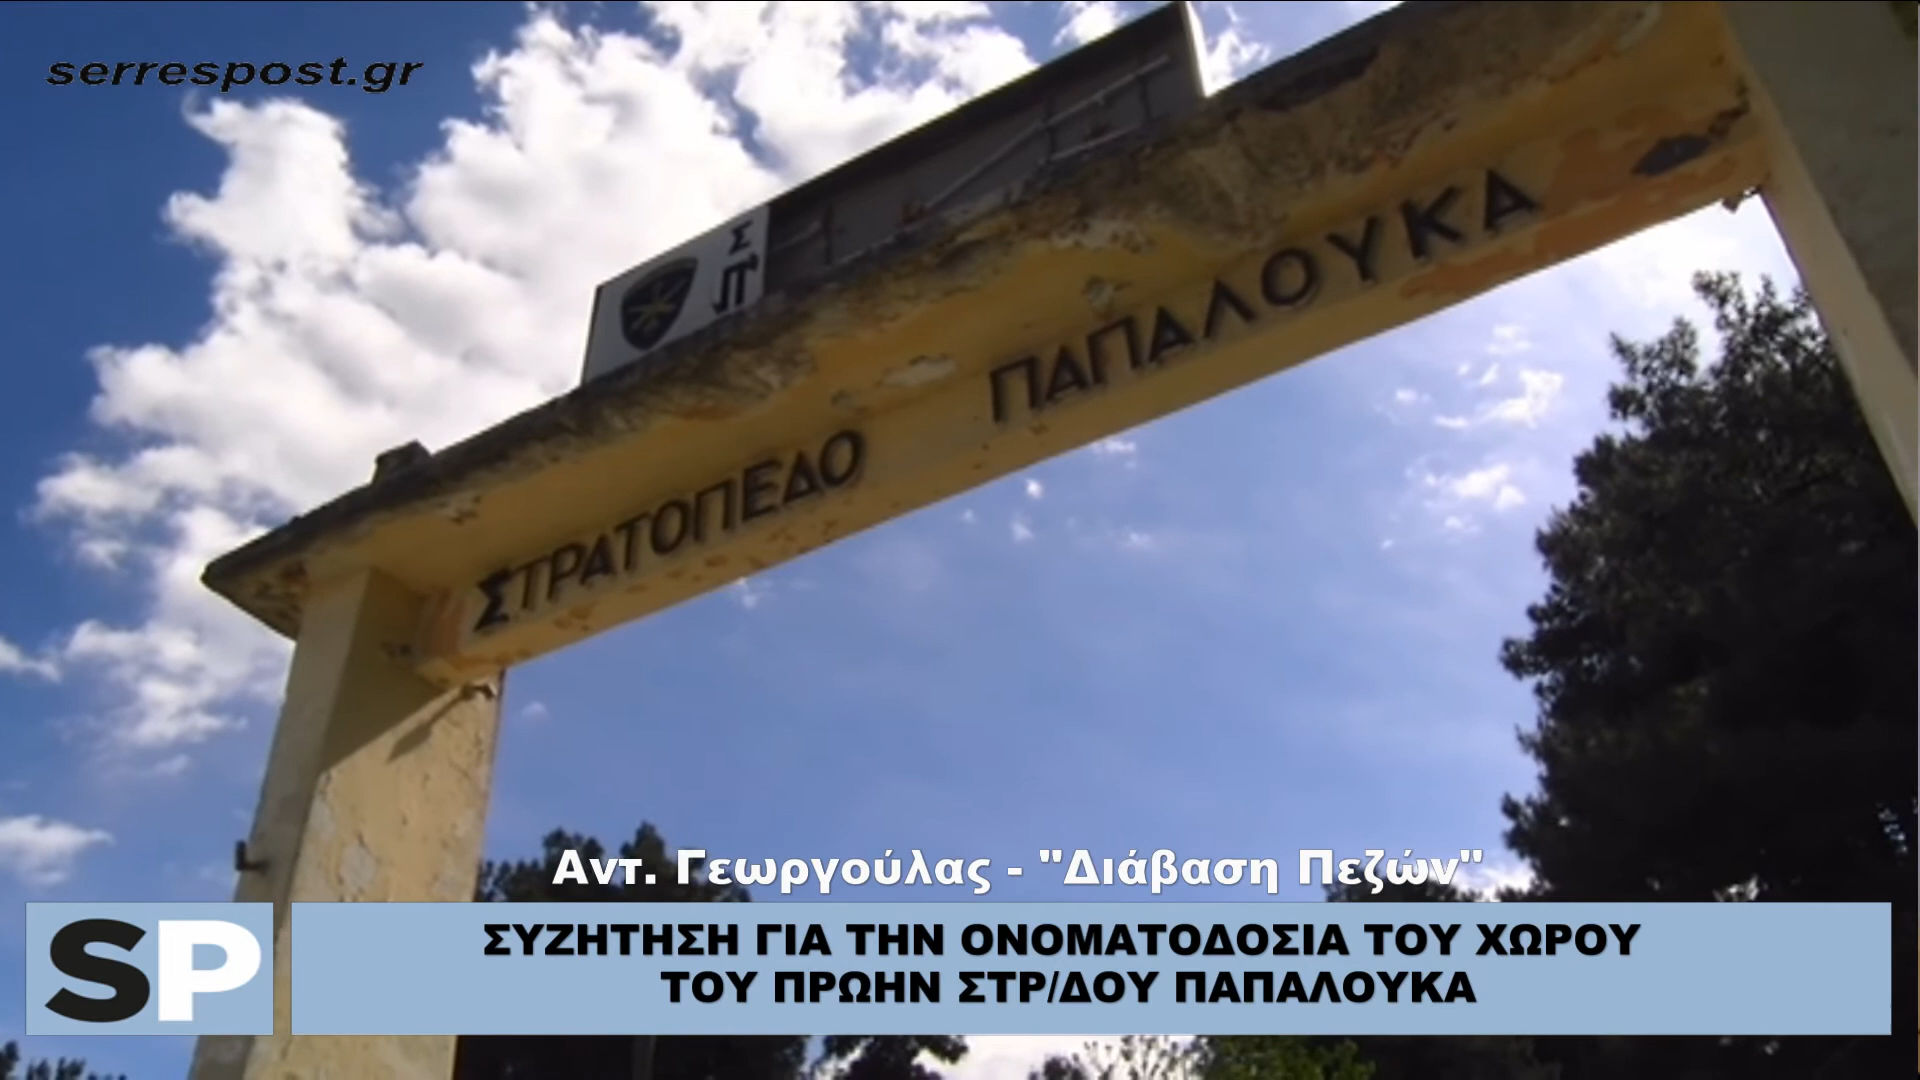 serrespost.gr
ΣΠ
ΣΤΡΑΤΟΠΕΔΟ ΠΑΠΑΛΟΥΚΑ
Αντ. Γεωργούλας - "Διάβαση Πεζών"
SP
ΣΥΖΗΤΗΣΗ ΓΙΑ ΤΗΝ ΟΝΟΜΑΤΟΔΟΣΙΑ ΤΟΥ ΧΩΡΟΥ
ΤΟΥ ΠΡΩΗΝ ΣΤΡ/ΔΟΥ ΠΑΠΑΛΟΥΚΑ